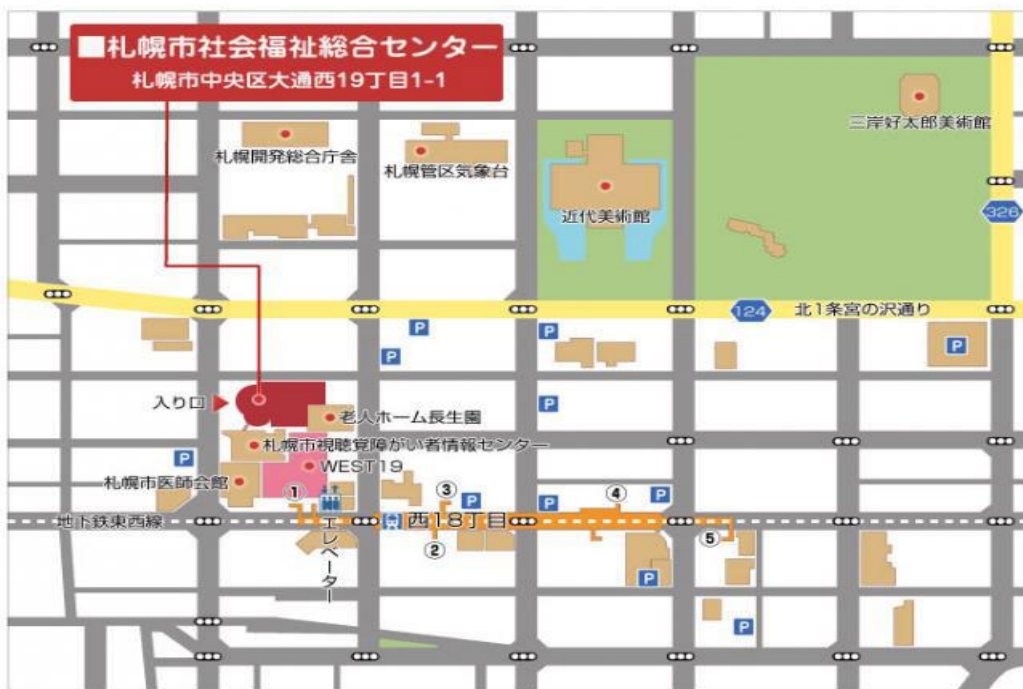 ■札幌市社会福祉総合センター
札幌市中央区大通西19丁目1-1
三岸好太郎美術館
札幌開発総合庁舎
札幌管区気象台
近代美術館
326
124
北1条宮の沢通り
P
P
P
P
入り口
P
老人ホーム長生園
札幌市視聴覚障がい者情報センター
P
WEST19
札幌市医師会館
①
③
P
P
④
P
地下鉄東西線
西18丁目
エレベーター
②
⑤
P
P